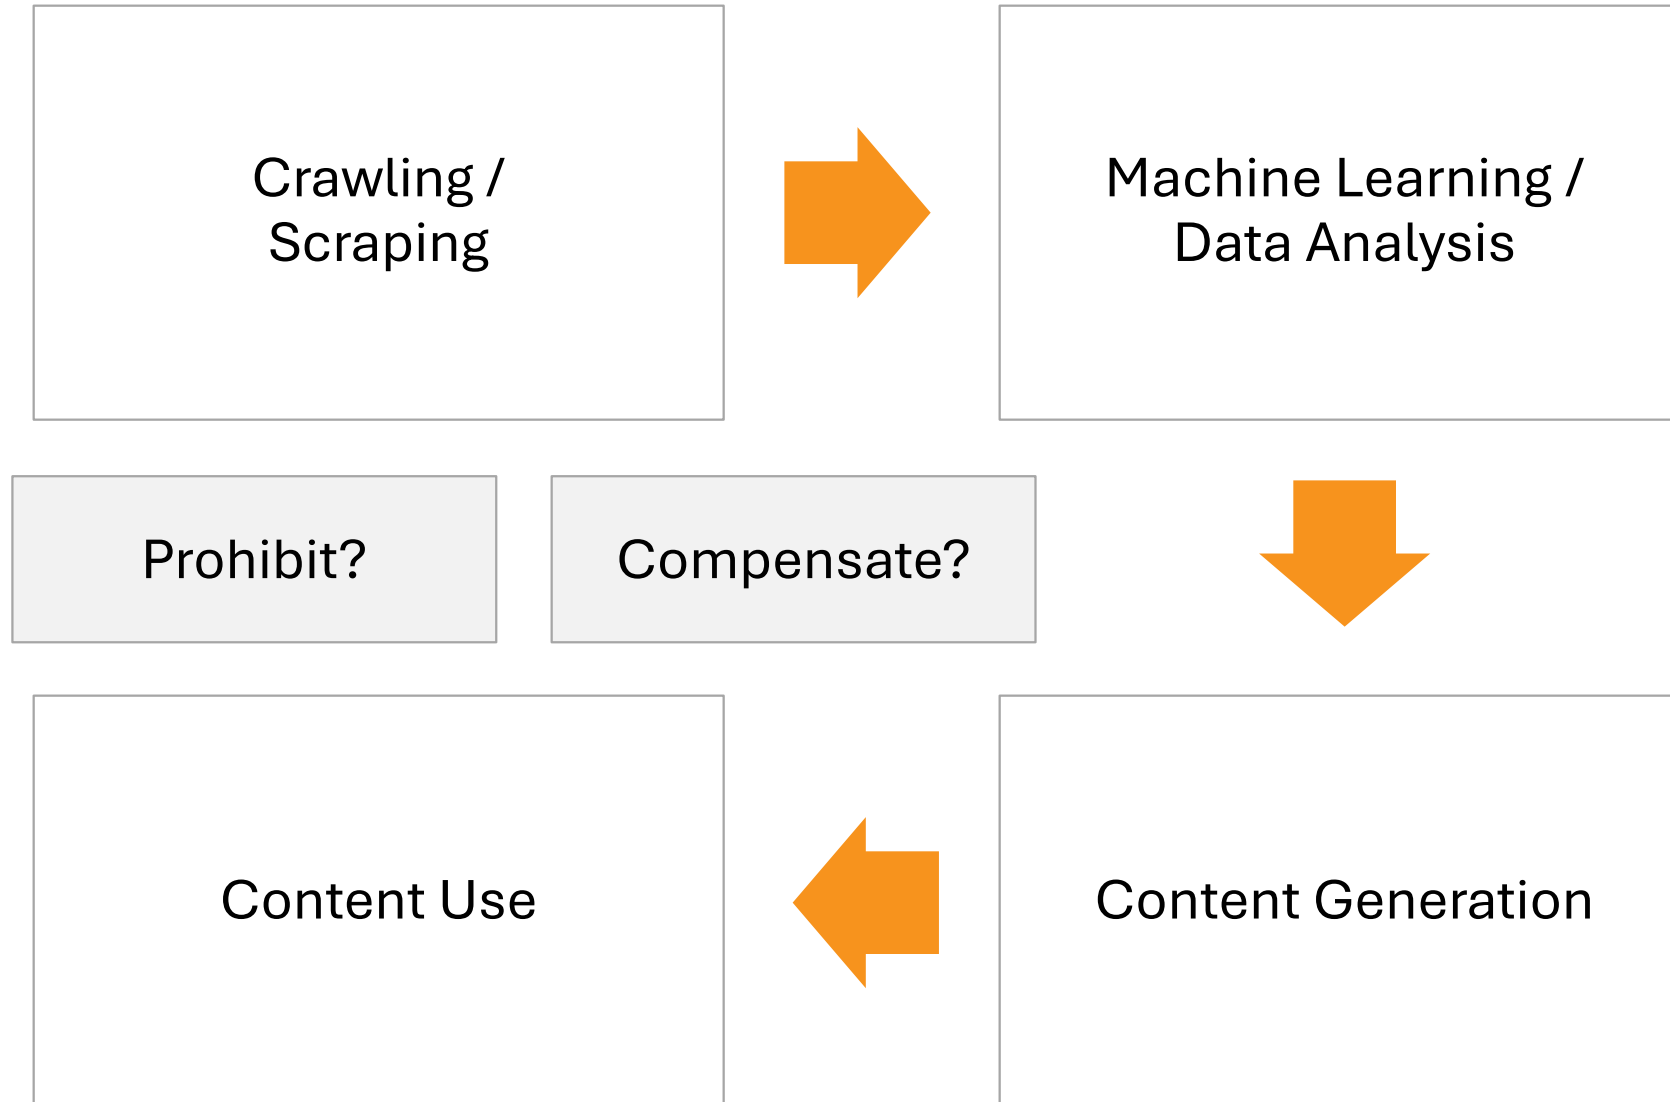 Crawling /
Scraping
Machine Learning /
Data Analysis
Prohibit?
Compensate?
Content Use
Content Generation